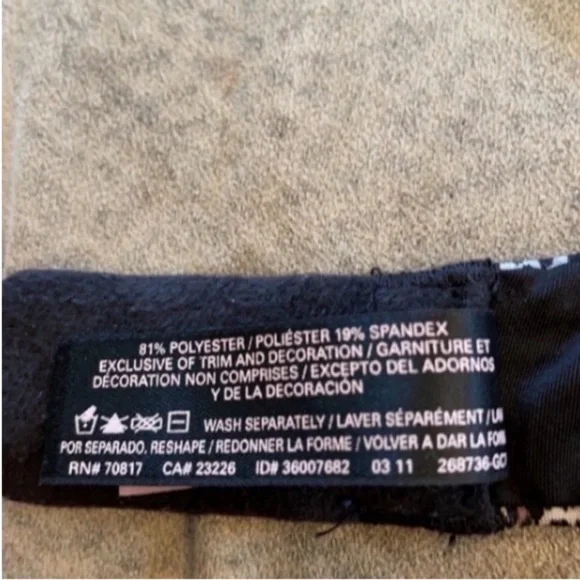 81% POLYESTER / POLIÉSTER 19% SPANDEX
EXCLUSIVE OF TRIM AND DECORATION / GARNITURE ET
DÉCORATION NON COMPRISES / EXCEPTO DEL ADORNOS
Y DE LA DECORACIÓN
WASH SEPARATELY / LAVER SÉPARÉMENT /
POR SEPARADO. RESHAPE / REDONNER LA FORME / VOLVER A DAR LA
RN# 70817 CA# 23226 ID# 36007682 03 11